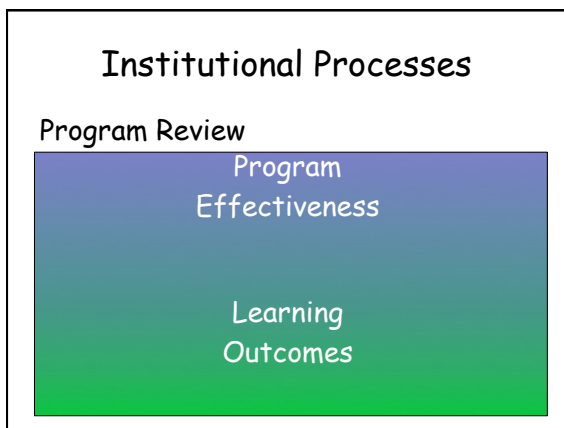 Institutional Processes
Program Review
Program
Effectiveness
Learning
Outcomes